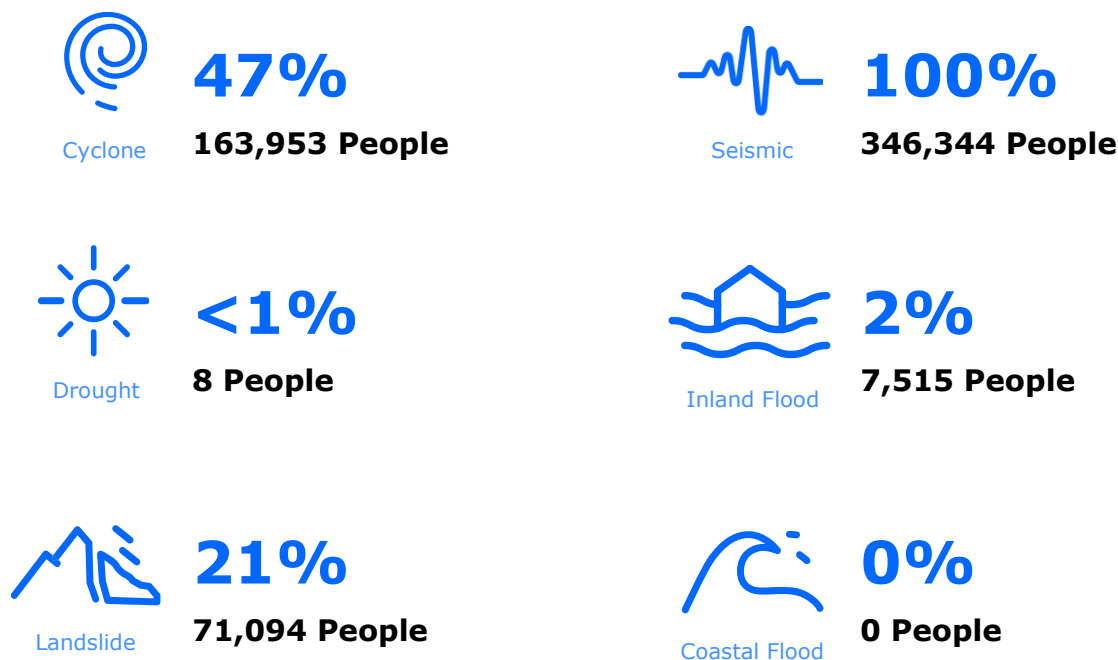 47%
163,953 People
Cyclone
100%
346,344 People
Seismic
<1%
8 People
Drought
2%
7,515 People
Inland Flood
21%
71,094 People
Landslide
0%
0 People
Coastal Flood